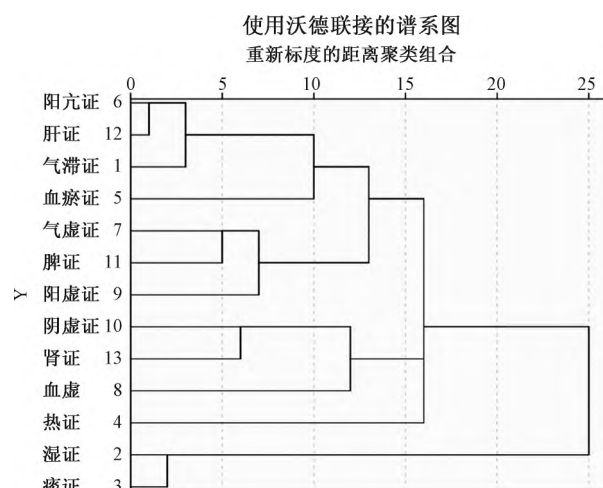 使用沃德联接的谱系图
重新标度的距离聚类组合
0 5 10 15 20 25
阳亢证 6
肝证 12
气滞证 1
血瘀证 5
气虚证 7
脾证 11
阳虚证 9
Y
阴虚证 10
肾证 13
血虚 8
热证 4
湿证 2
痰证 3